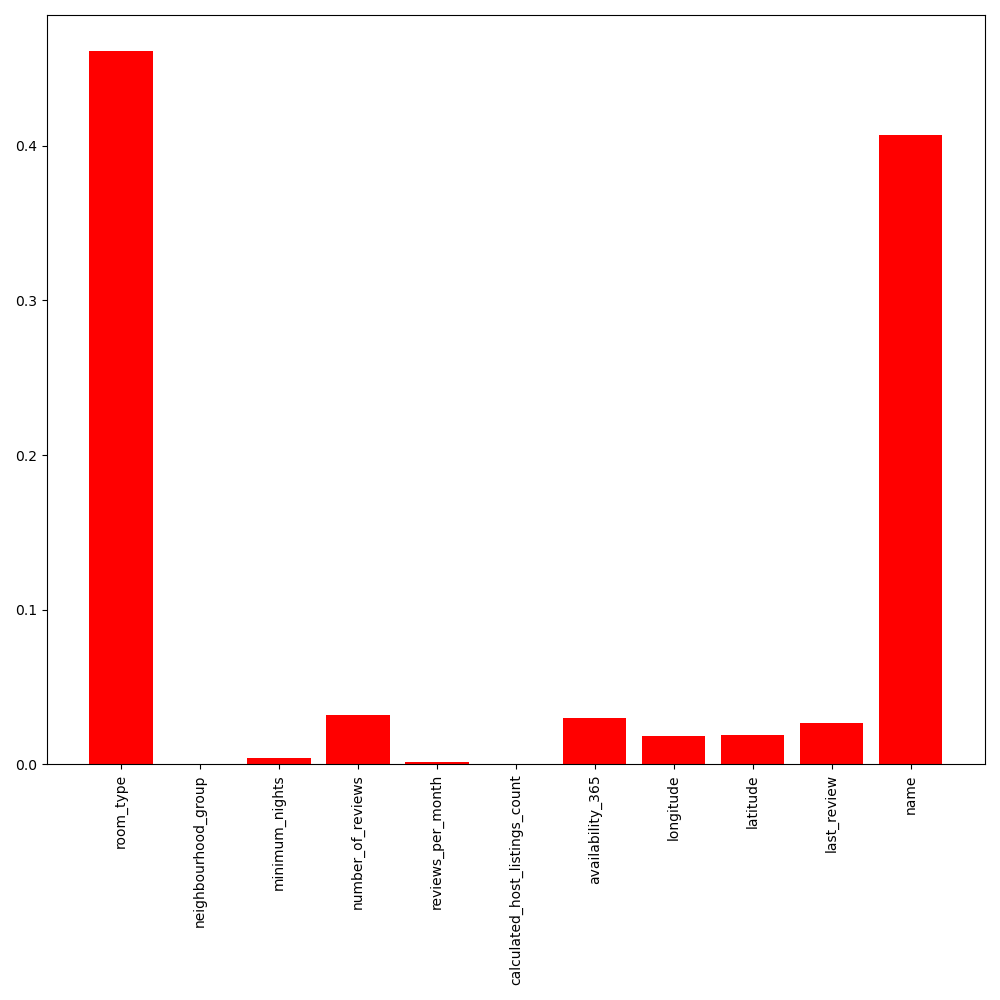 0.4
0.3
0.2
0.1
0.0
room_type
neighbourhood_group
minimum_nights
number_of_reviews
reviews_per_month
calculated_host_listings_count
availability_365
longitude
latitude
last_review
name